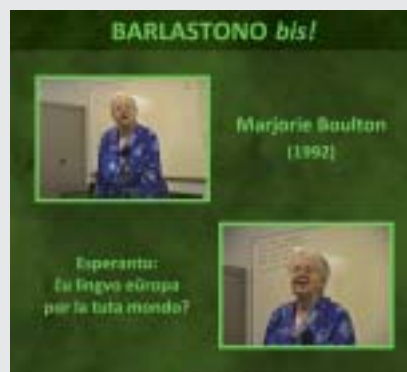 BARLASTONO bis!
Marjorie Boulton
(1992)
Esperanto:
Ĉu lingvo eŭropa
por la tuta mondo?